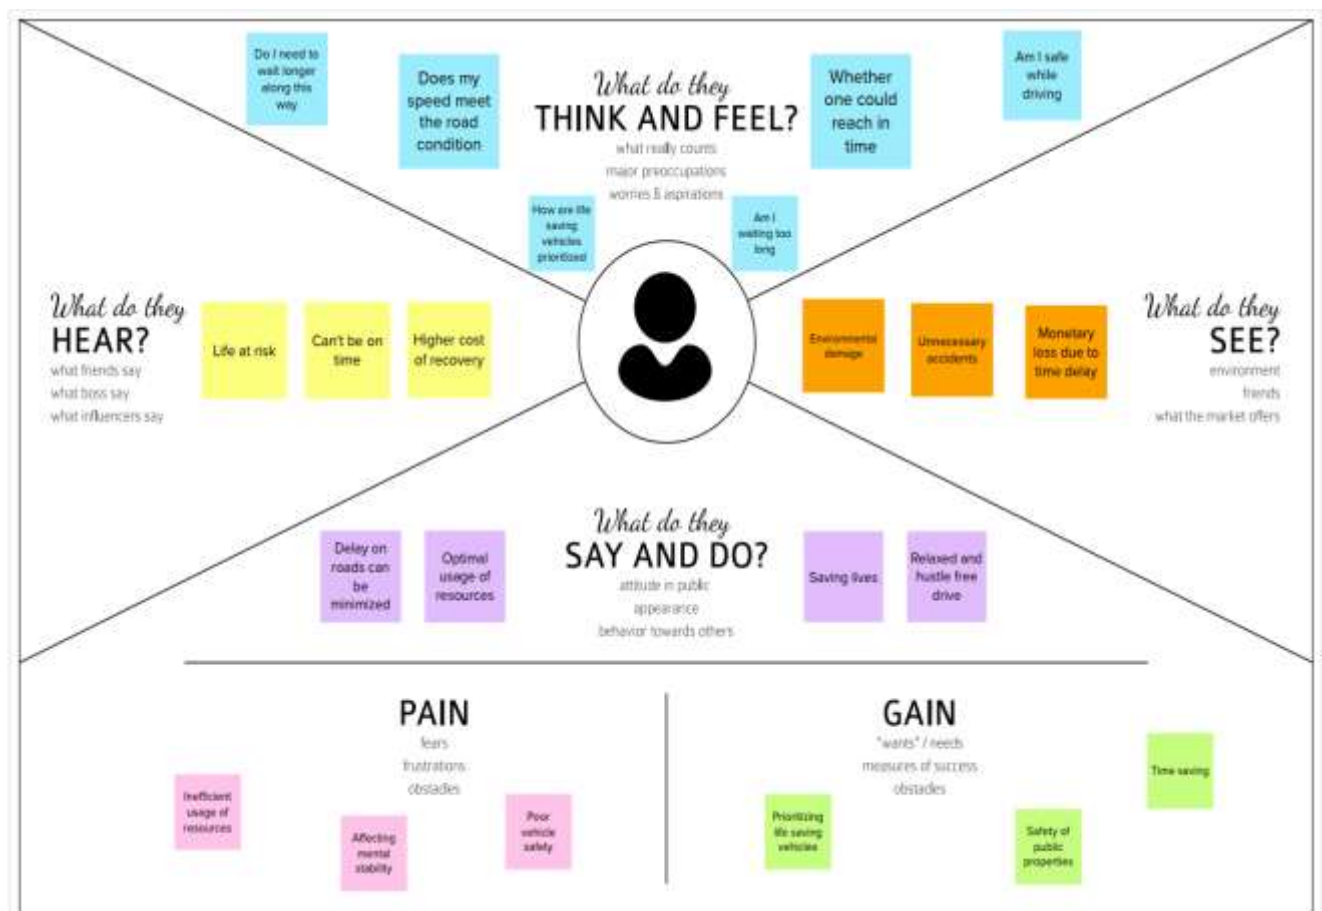 Do I need to
wait longer
along this
way
Does my
speed meet
the road
condition
What do they
THINK AND FEEL?
what really counts
major preoccupations
worries & aspirations
Whether
one could
reach in
time
Am I safe
while
driving
How are life
saving
vehicles
prioritized
Am I
waiting too
long
What do they
HEAR?
what friends say
what boss say
what influencers say
Life at risk
Can't be on
time
Higher cost
of recovery
Environmental
damage
Unnecessary
accidents
Monetary
loss due to
time delay
What do they
SEE?
environment
friends
what the market offers
Delay on
roads can
be
minimized
Optimal
usage of
resources
What do they
SAY AND DO?
attitude in public
appearance
behavior towards others
Saving lives
Relaxed and
hustle free
drive
PAIN
fears
frustrations
obstacles
Inefficient
usage of
resources
Affecting
mental
stability
Poor
vehicle
safety
GAIN
"wants" / needs
measures of success
obstacles
Prioritizing
life saving
vehicles
Safety of
public
properties
Time saving